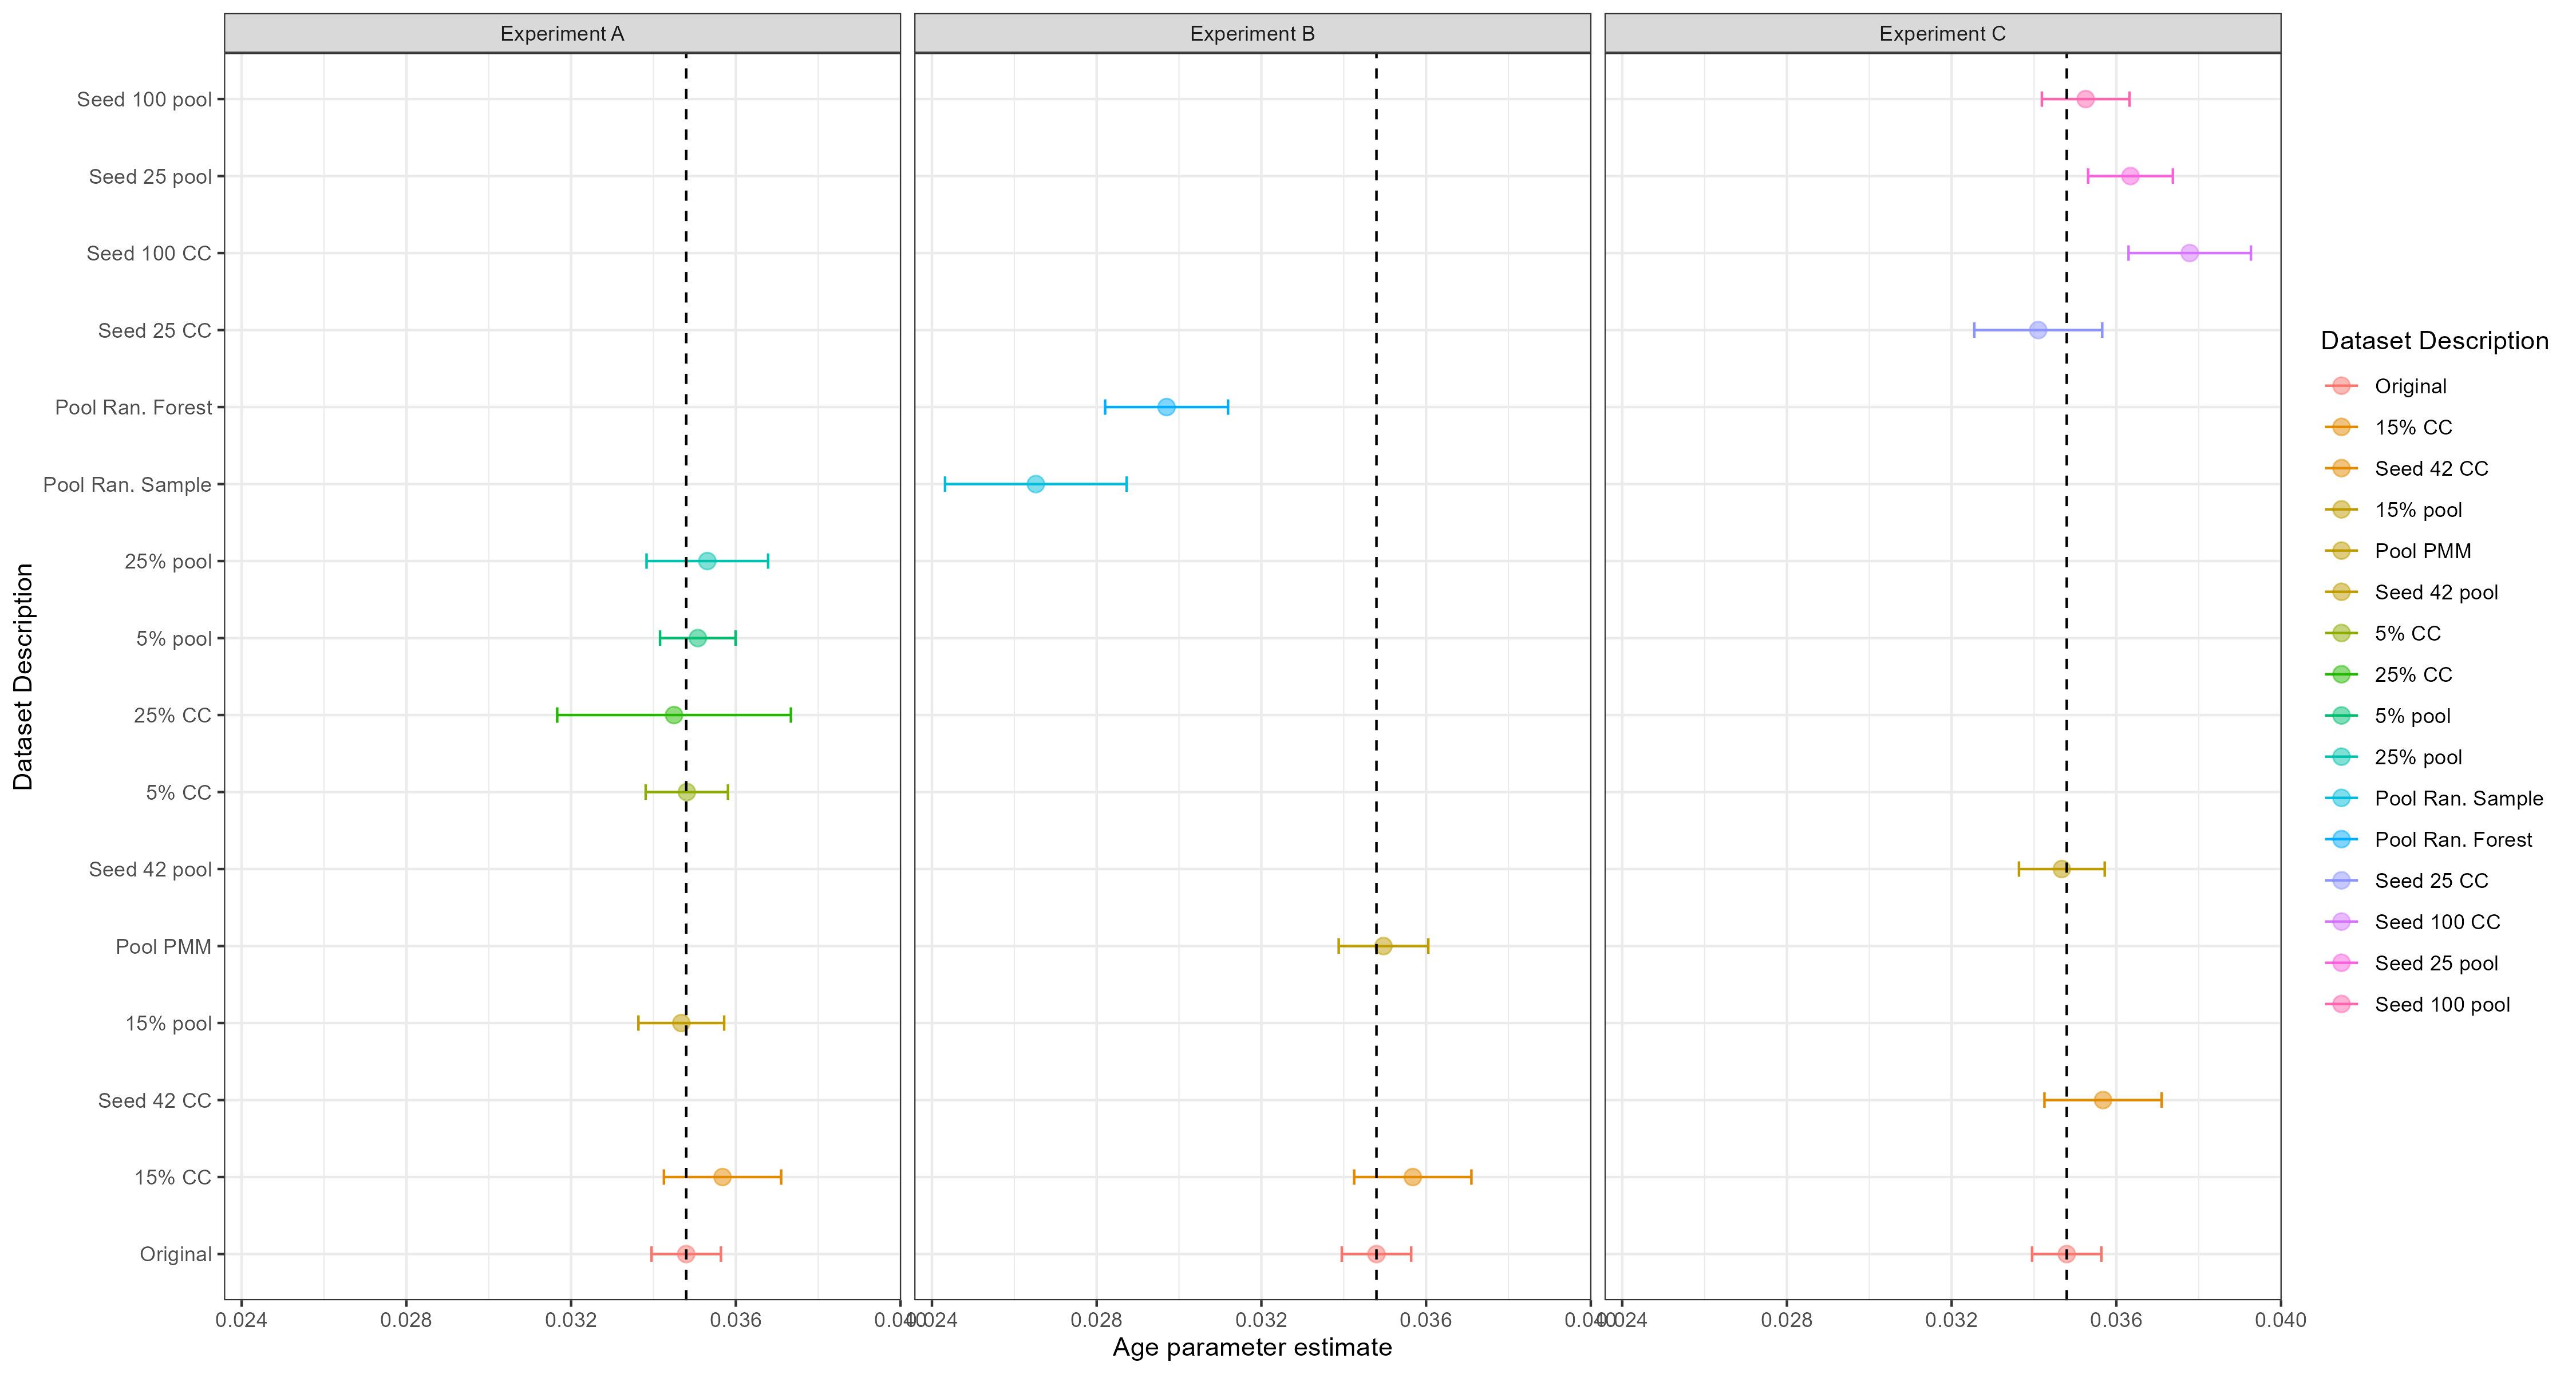 Experiment A
Experiment B
Experiment C
Dataset Description
Seed 100 pool
Seed 25 pool
Seed 100 CC
Seed 25 CC
Pool Ran. Forest
Pool Ran. Sample
25% pool
5% pool
25% CC
5% CC
Seed 42 pool
Pool PMM
15% pool
Seed 42 CC
15% CC
Original
0.024 0.028 0.032 0.036 0.040
0.024 0.028 0.032 0.036 0.040
0.024 0.028 0.032 0.036 0.040
Age parameter estimate
Dataset Description
Original
15% CC
Seed 42 CC
15% pool
Pool PMM
Seed 42 pool
5% CC
25% CC
5% pool
25% pool
Pool Ran. Sample
Pool Ran. Forest
Seed 25 CC
Seed 100 CC
Seed 25 pool
Seed 100 pool